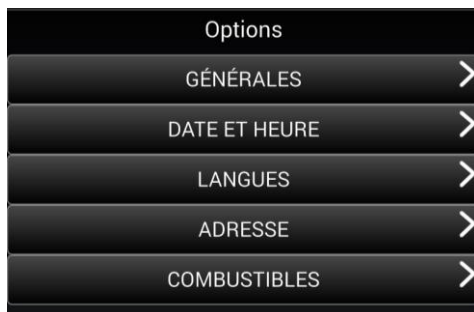 Options
GÉNÉRALES
DATE ET HEURE
LANGUES
ADRESSE
COMBUSTIBLES